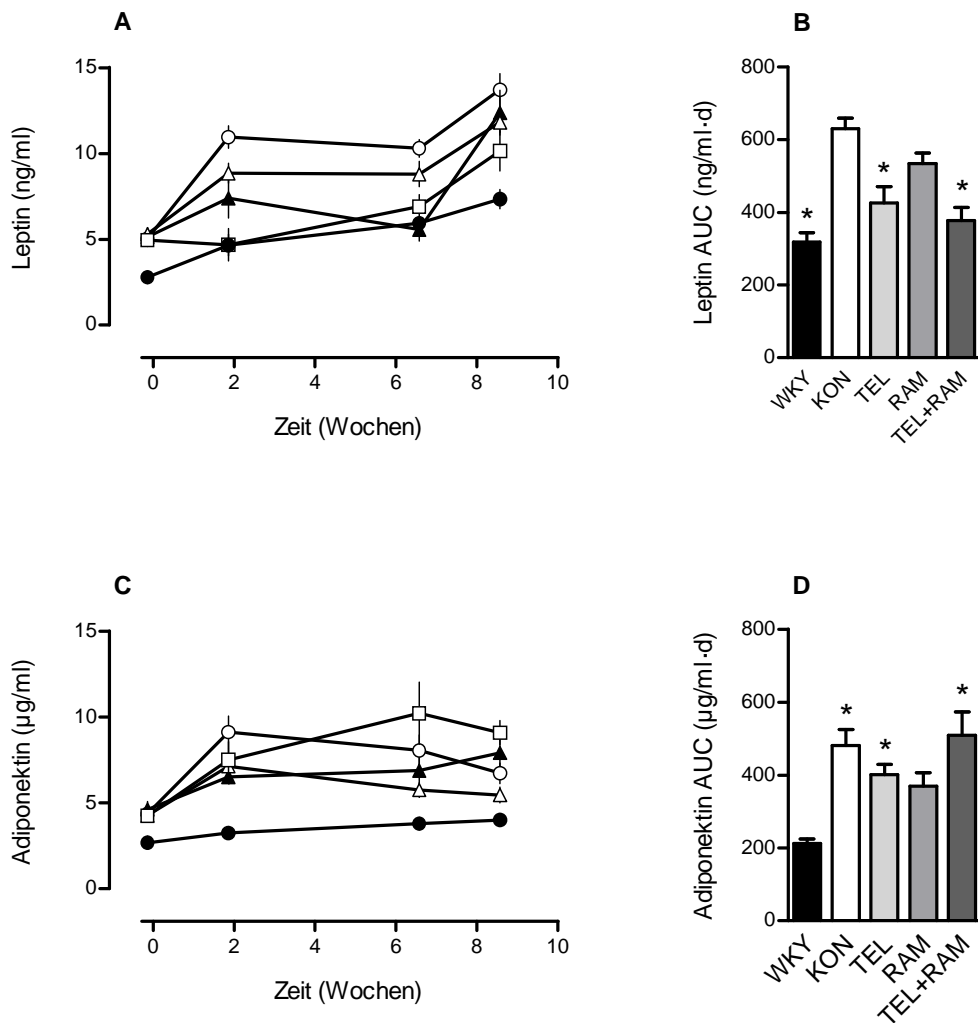 A
15
10
5
0
Leptin (ng/ml)
0 2 4 6 8 10
Zeit (Wochen)
B
800
600
400
200
0
Leptin AUC (ng/ml·d)
* * *
WKY KON TEL RAM TEL+RAM
C
15
10
5
0
Adiponektin (µg/ml)
0 2 4 6 8 10
Zeit (Wochen)
D
800
600
400
200
0
Adiponektin AUC (µg/ml·d)
* * *
WKY KON TEL RAM TEL+RAM